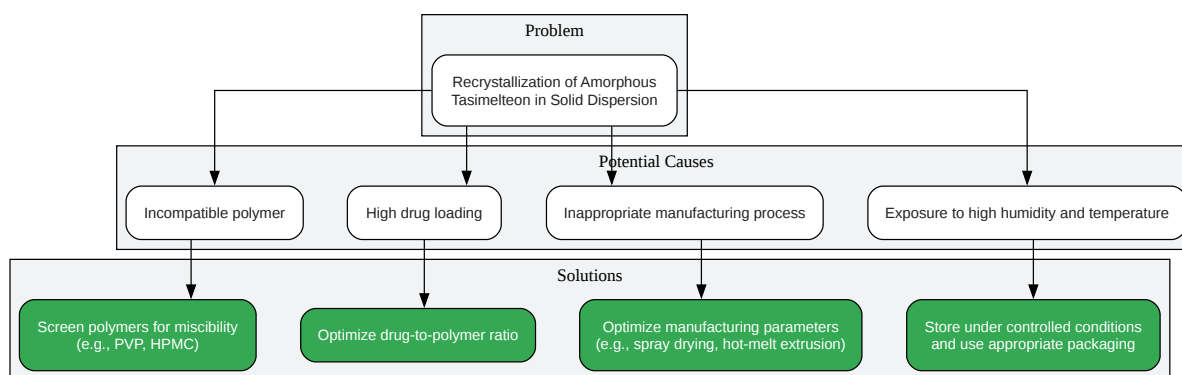 Problem
Recrystallization of Amorphous
Tasimelteon in Solid Dispersion
Potential Causes
Incompatible polymer
High drug loading
Inappropriate manufacturing process
Exposure to high humidity and temperature
Solutions
Screen polymers for miscibility
(e.g., PVP, HPMC)
Optimize drug-to-polymer ratio
Optimize manufacturing parameters
(e.g., spray drying, hot-melt extrusion)
Store under controlled conditions
and use appropriate packaging